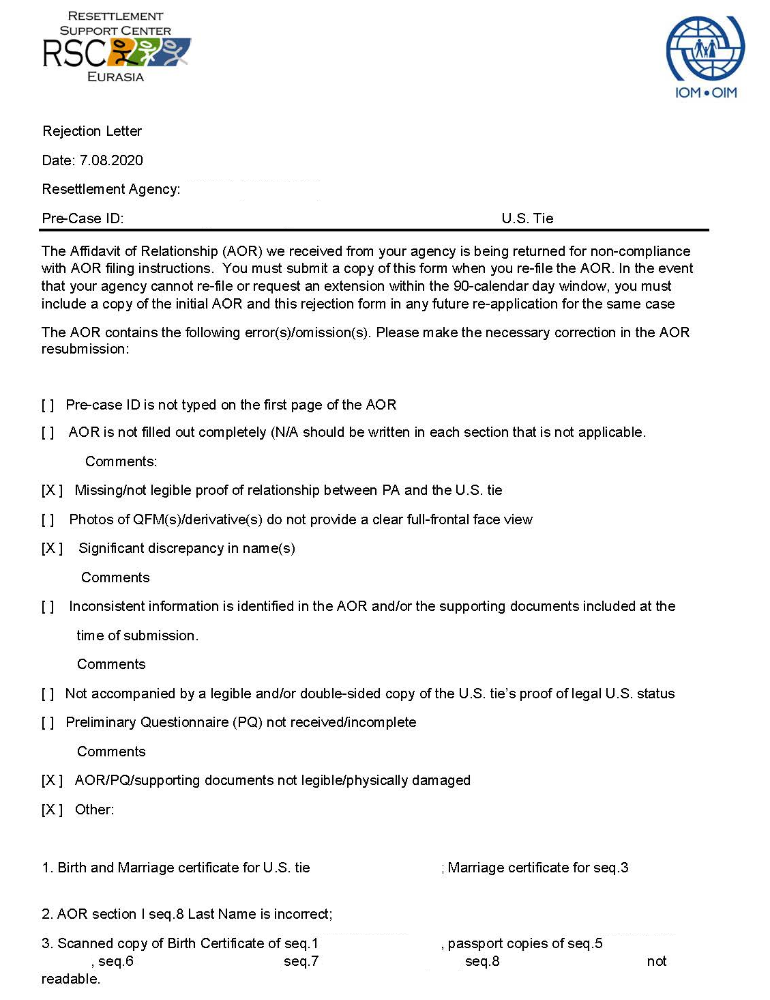 RESETTLEMENT
SUPPORT CENTER
RSC
EURASIA
IOM • OIM
Rejection Letter
Date: 7.08.2020
Resettlement Agency:
Pre-Case ID: U.S. Tie
The Affidavit of Relationship (AOR) we received from your agency is being returned for non-compliance
with AOR filing instructions.  You must submit a copy of this form when you re-file the AOR. In the event
that your agency cannot re-file or request an extension within the 90-calendar day window, you must
include a copy of the initial AOR and this rejection form in any future re-application for the same case
The AOR contains the following error(s)/omission(s). Please make the necessary correction in the AOR
resubmission:
[ ] Pre-case ID is not typed on the first page of the AOR
[ ] AOR is not filled out completely (N/A should be written in each section that is not applicable.
Comments:
[X ] Missing/not legible proof of relationship between PA and the U.S. tie
[ ] Photos of QFM(s)/derivative(s) do not provide a clear full-frontal face view
[X ] Significant discrepancy in name(s)
Comments
[ ] Inconsistent information is identified in the AOR and/or the supporting documents included at the
time of submission.
Comments
[ ] Not accompanied by a legible and/or double-sided copy of the U.S. tie's proof of legal U.S. status
[ ] Preliminary Questionnaire (PQ) not received/incomplete
Comments
[X ] AOR/PQ/supporting documents not legible/physically damaged
[X ] Other:
1. Birth and Marriage certificate for U.S. tie ; Marriage certificate for seq.3
2. AOR section I seq.8 Last Name is incorrect;
3. Scanned copy of Birth Certificate of seq.1 , passport copies of seq.5
, seq.6 seq.7 seq.8 not
readable.